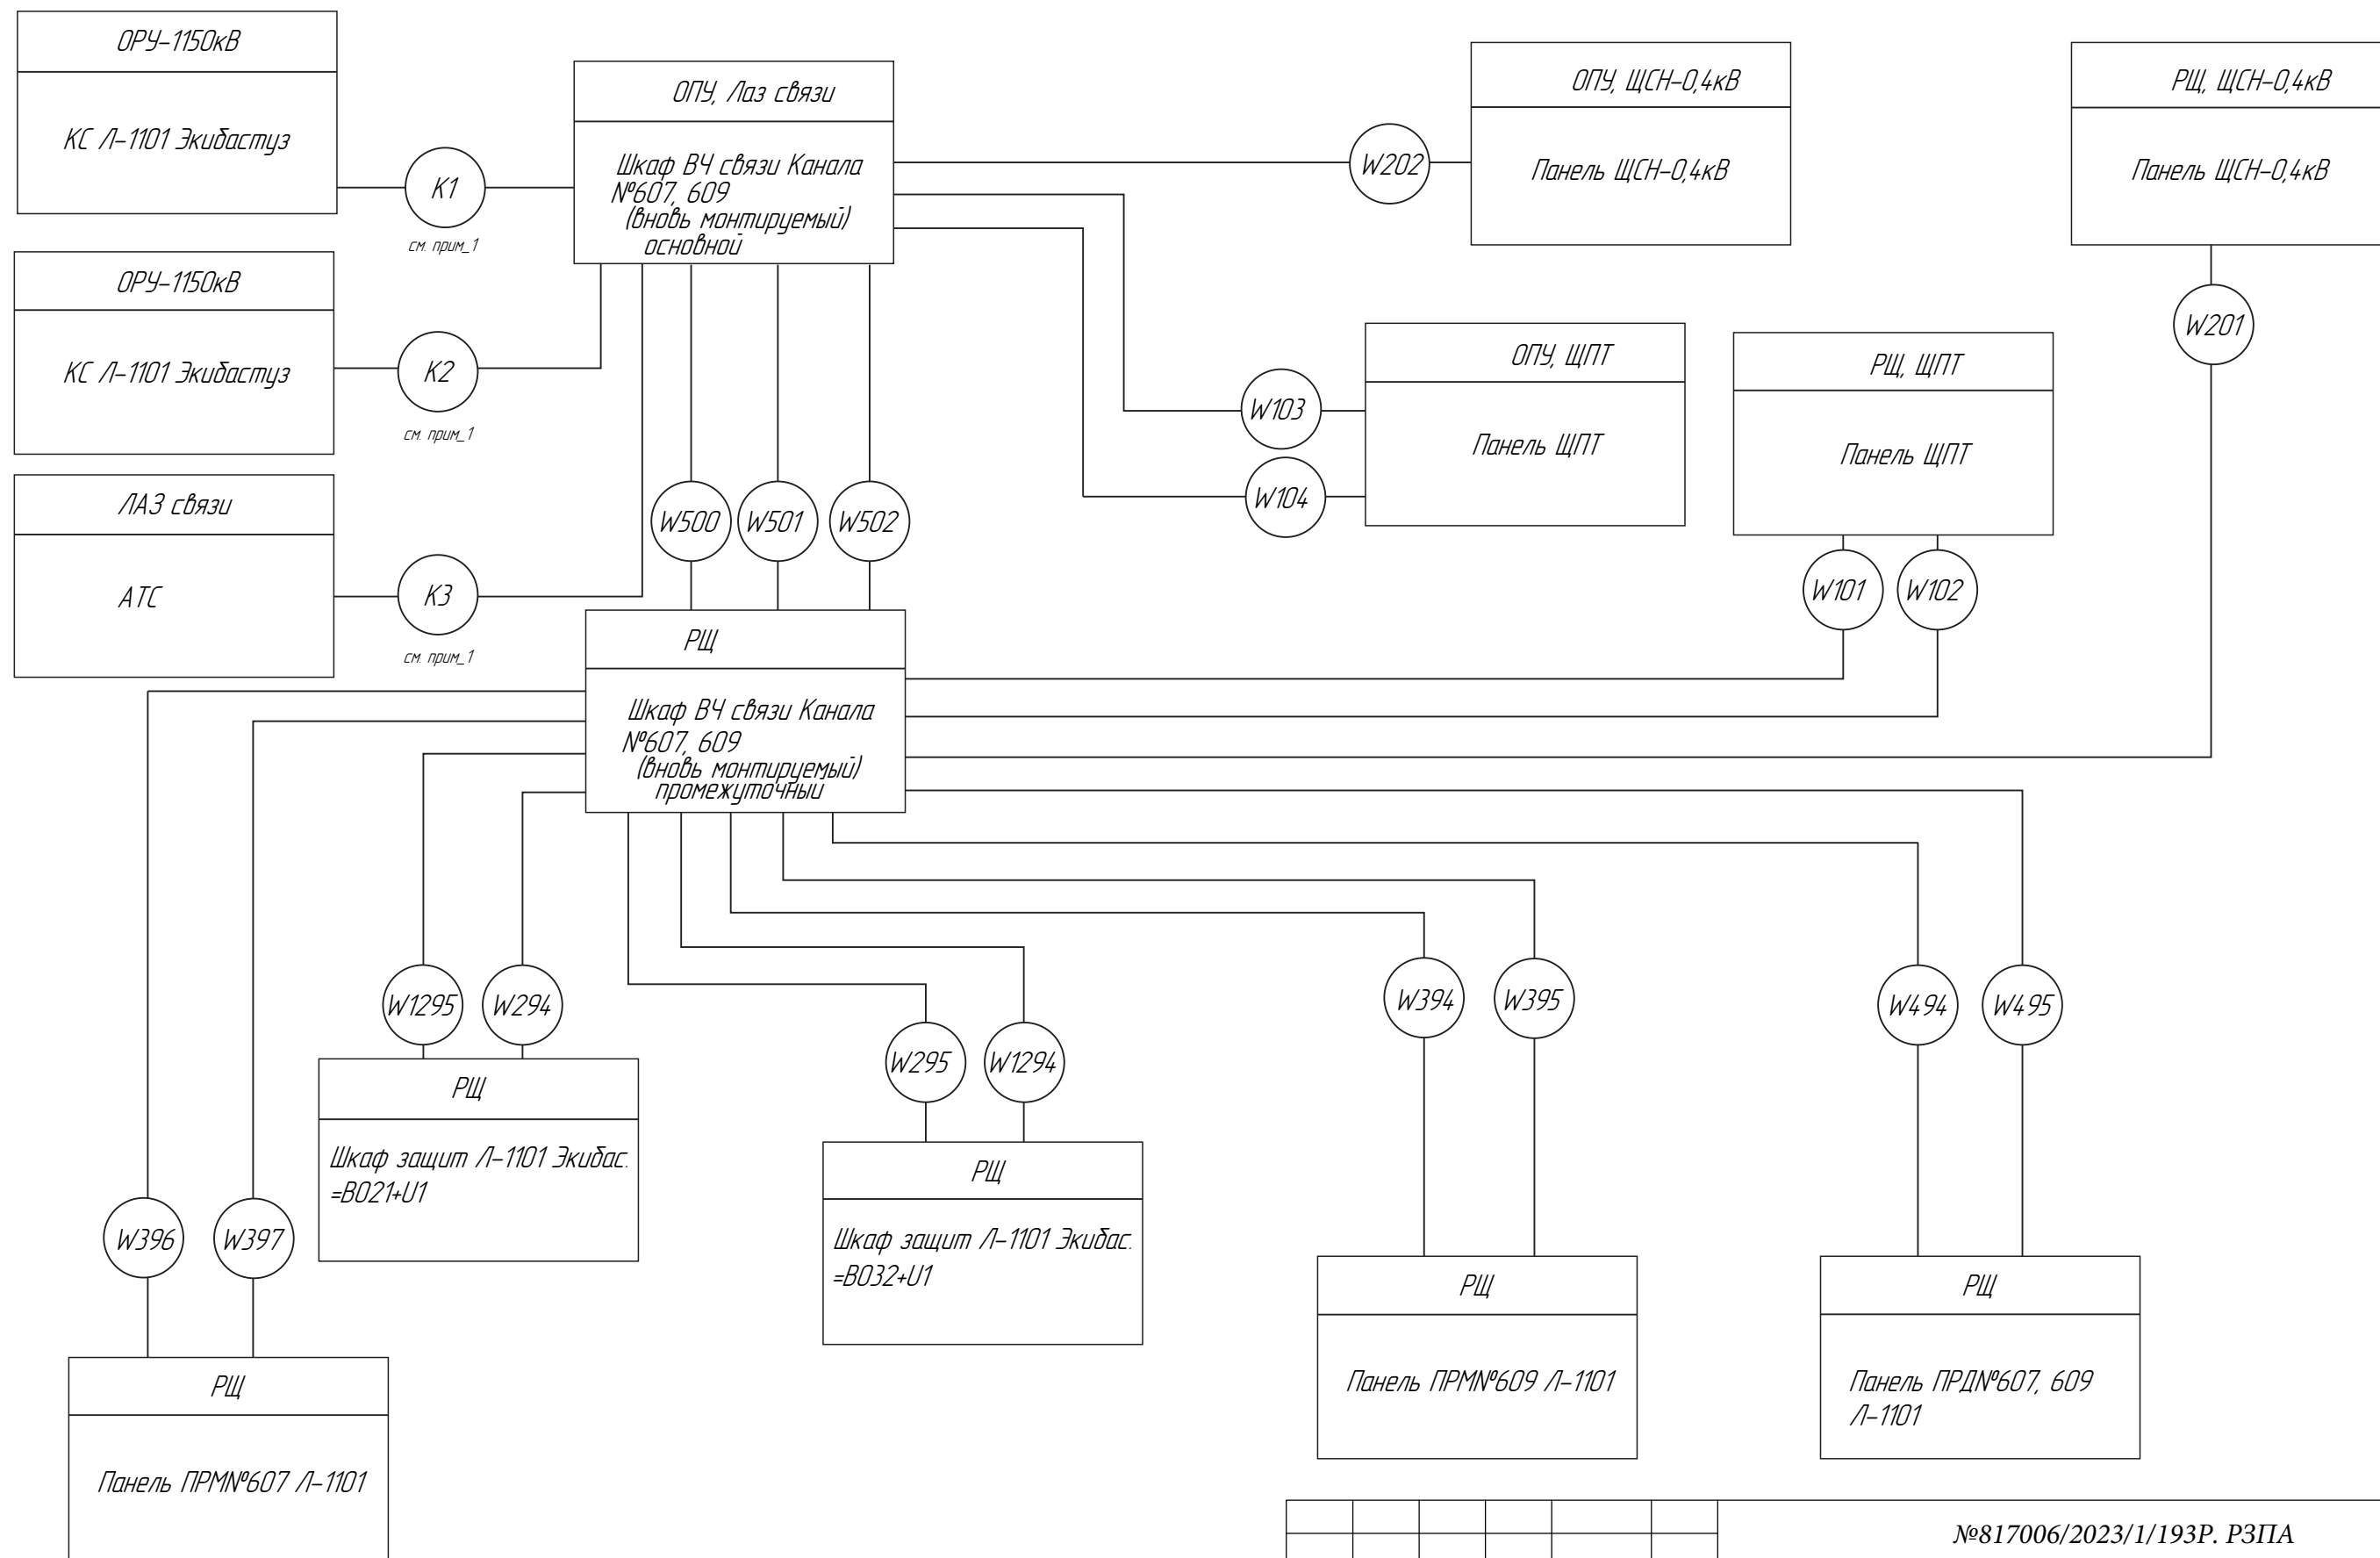 ОРУ-1150кВ
КС Л-1101 Экибастуз
К1
см. прим_1
ОПУ, Лаз связи
Шкаф ВЧ связи Канала
№607, 609
(вновь монтируемый)
основной
W202
ОПУ, ЩСН-0,4кВ
Панель ЩСН-0,4кВ
РЩ, ЩСН-0,4кВ
Панель ЩСН-0,4кВ
W201
ОРУ-1150кВ
КС Л-1101 Экибастуз
К2
см. прим_1
W103
W104
ОПУ, ЩПТ
Панель ЩПТ
РЩ, ЩПТ
Панель ЩПТ
W101
W102
ЛАЗ связи
АТС
К3
см. прим_1
W500
W501
W502
РЩ
Шкаф ВЧ связи Канала
№607, 609
(вновь монтируемый)
промежуточный
W1295
W294
W295
W1294
W394
W395
W494
W495
РЩ
Шкаф защит Л-1101 Экибас.
=В021+U1
РЩ
Шкаф защит Л-1101 Экибас.
=В032+U1
W396
W397
РЩ
Панель ПРМ№609 Л-1101
РЩ
Панель ПРД№607, 609
Л-1101
РЩ
Панель ПРМ№607 Л-1101
№817006/2023/1/193Р. РЗПА